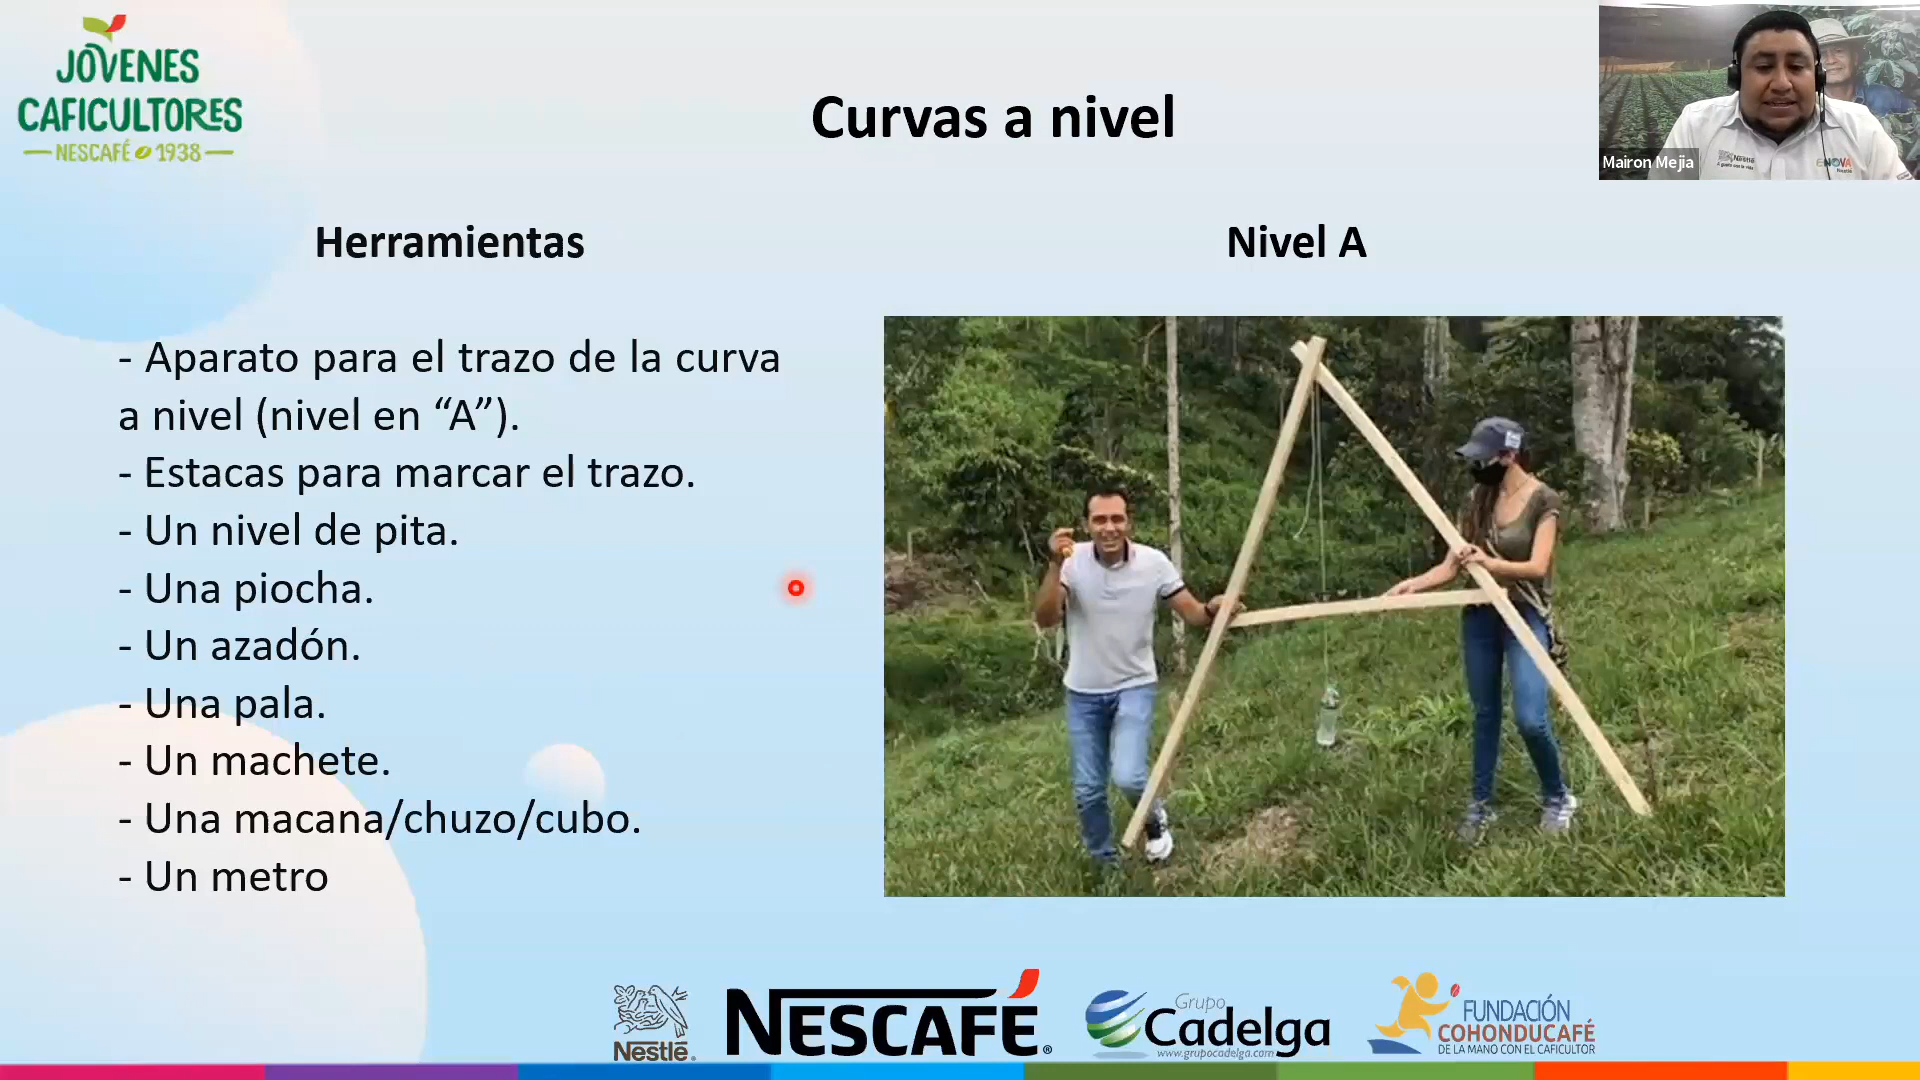 JÓVENES
CAFICULTORES
NESCAFÉ 1938
Curvas a nivel
Mairon Mejia
Nestlé
ENOVA
Herramientas
Nivel A
- Aparato para el trazo de la curva
a nivel (nivel en “A”).
- Estacas para marcar el trazo.
- Un nivel de pita.
- Una piocha.
- Un azadón.
- Una pala.
- Un machete.
- Una macana/chuzo/cubo.
- Un metro
Nestlé.
NESCAFÉ®
Grupo
Cadelga
www.grupocadelga.com
FUNDACIÓN
COHONDUCAFÉ
DE LA MANO CON EL CAFICULTOR